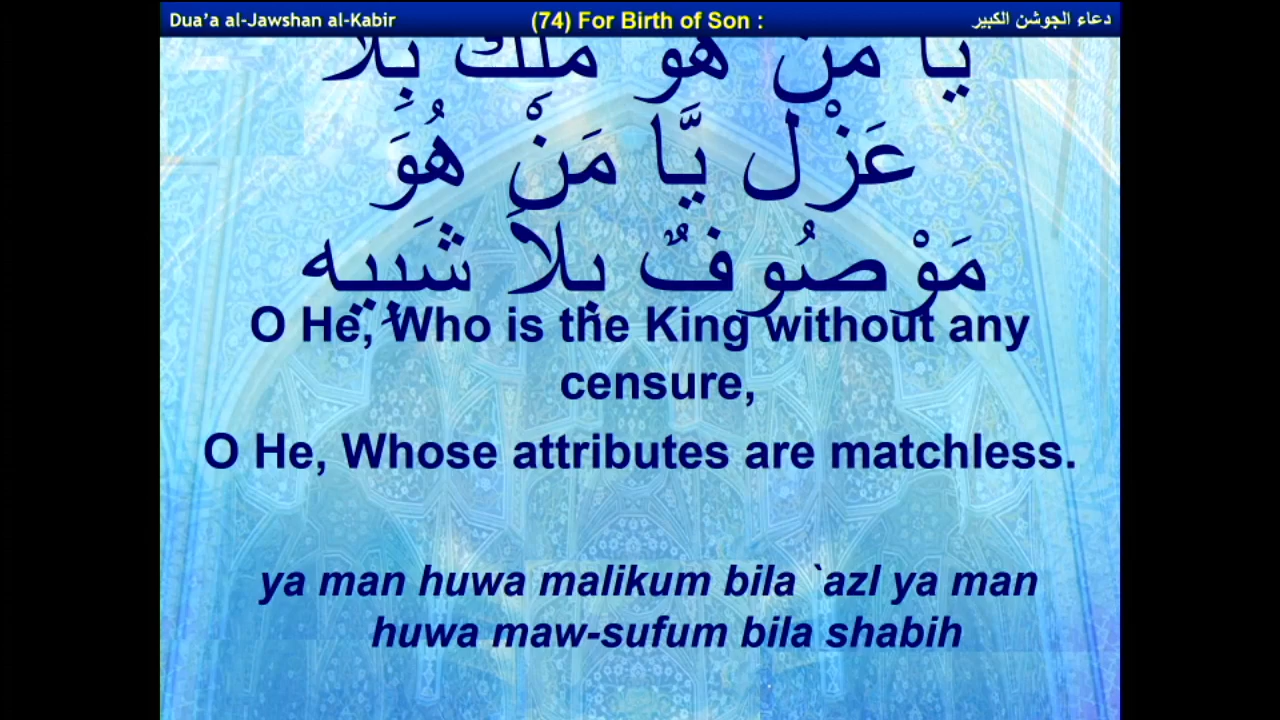 Dua'a al-Jawshan al-Kabir
(74) For Birth of Son :
دعاء الجوشن الكبير
يَا مَنْ هُوَ مَلِكٌ بِلاَ
عَزْلٍ يَّا مَنْ هُوَ
مَوْصُوفٌ بِلاَ شَبِيه
O He, Who is the King without any
censure,
O He, Whose attributes are matchless.
ya man huwa malikum bila `azl ya man
huwa maw-sufum bila shabih